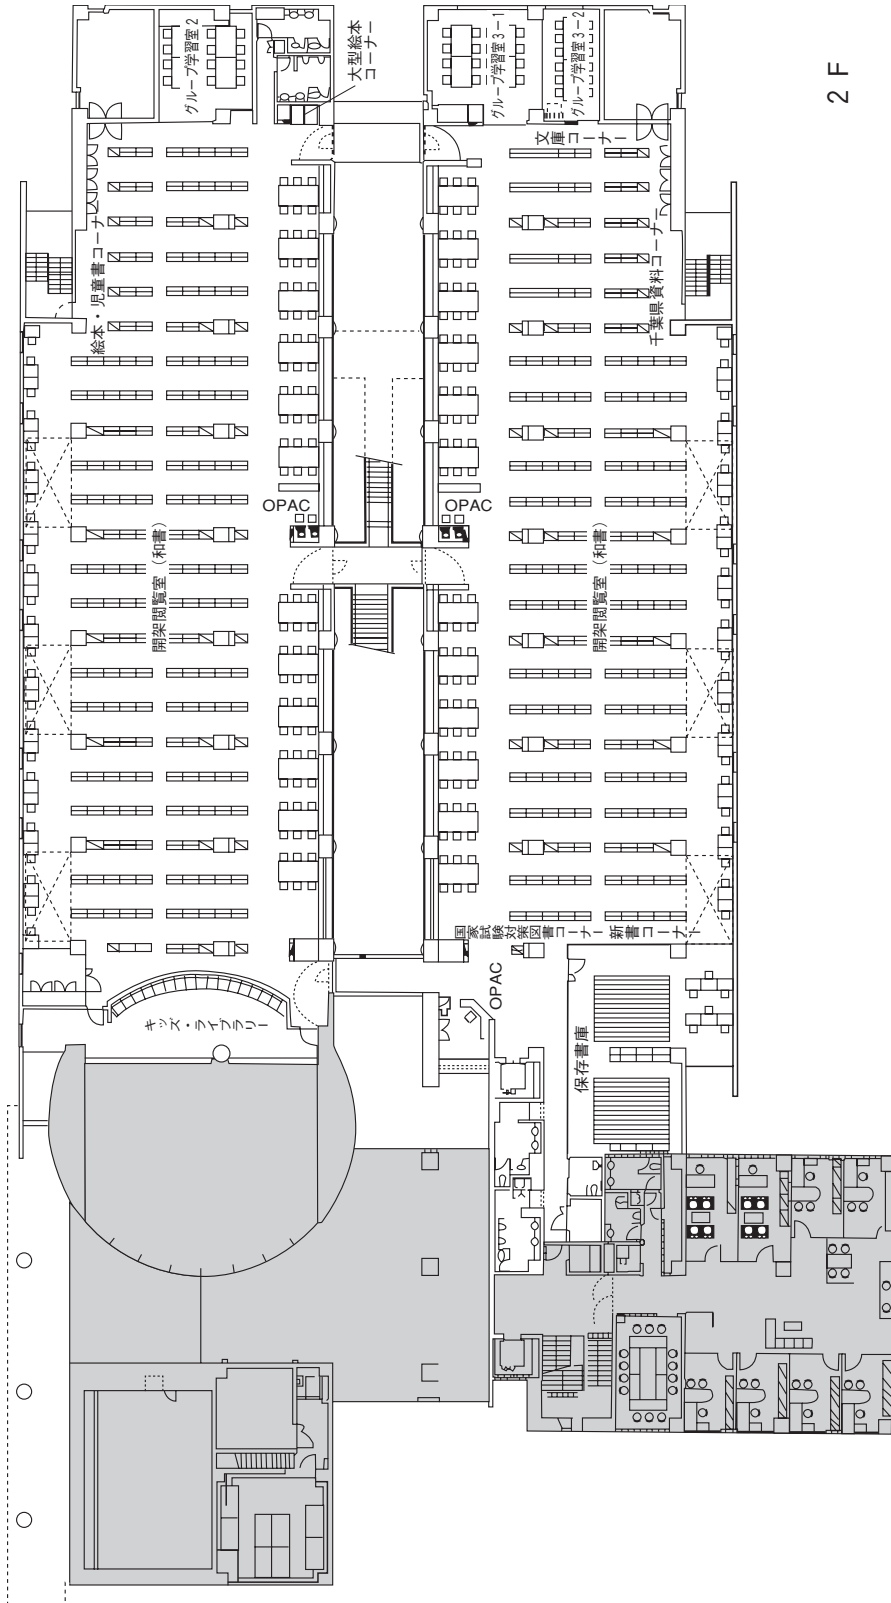 2F
グループ学習室2
大型絵本
コーナー
グループ学習室3-1
グループ学習室3-2
文庫コーナー
絵本・児童書コーナー
千葉県資料コーナー
OPAC
OPAC
開架閲覧室（和書）
開架閲覧室（和書）
国家試験対策図書コーナー
新書コーナー
OPAC
キッズ・ライブラリー
保存書庫